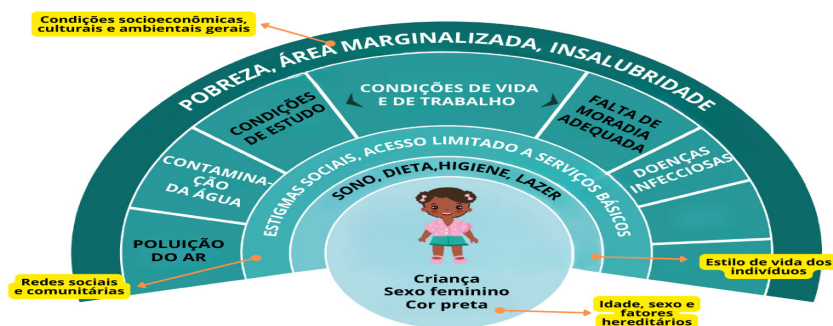 Condições socioeconômicas,
culturais e ambientais gerais
POBREZA, ÁREA MARGINALIZADA, INSALUBRIDADE
CONDIÇÕES DE VIDA
E DE TRABALHO
CONDIÇÕES
DE ESTUDO
FALTA DE
MORADIA
ADEQUADA
CONTAMINA-
ÇÃO
DA ÁGUA
DOENÇAS
INFECCIOSAS
POLUIÇÃO
DO AR
ESTIGMAS SOCIAIS, ACESSO LIMITADO A SERVIÇOS BÁSICOS
SONO, DIETA,HIGIENE, LAZER
Criança
Sexo feminino
Cor preta
Redes sociais
e comunitárias
Estilo de vida dos
indivíduos
Idade, sexo e
fatores
hereditários